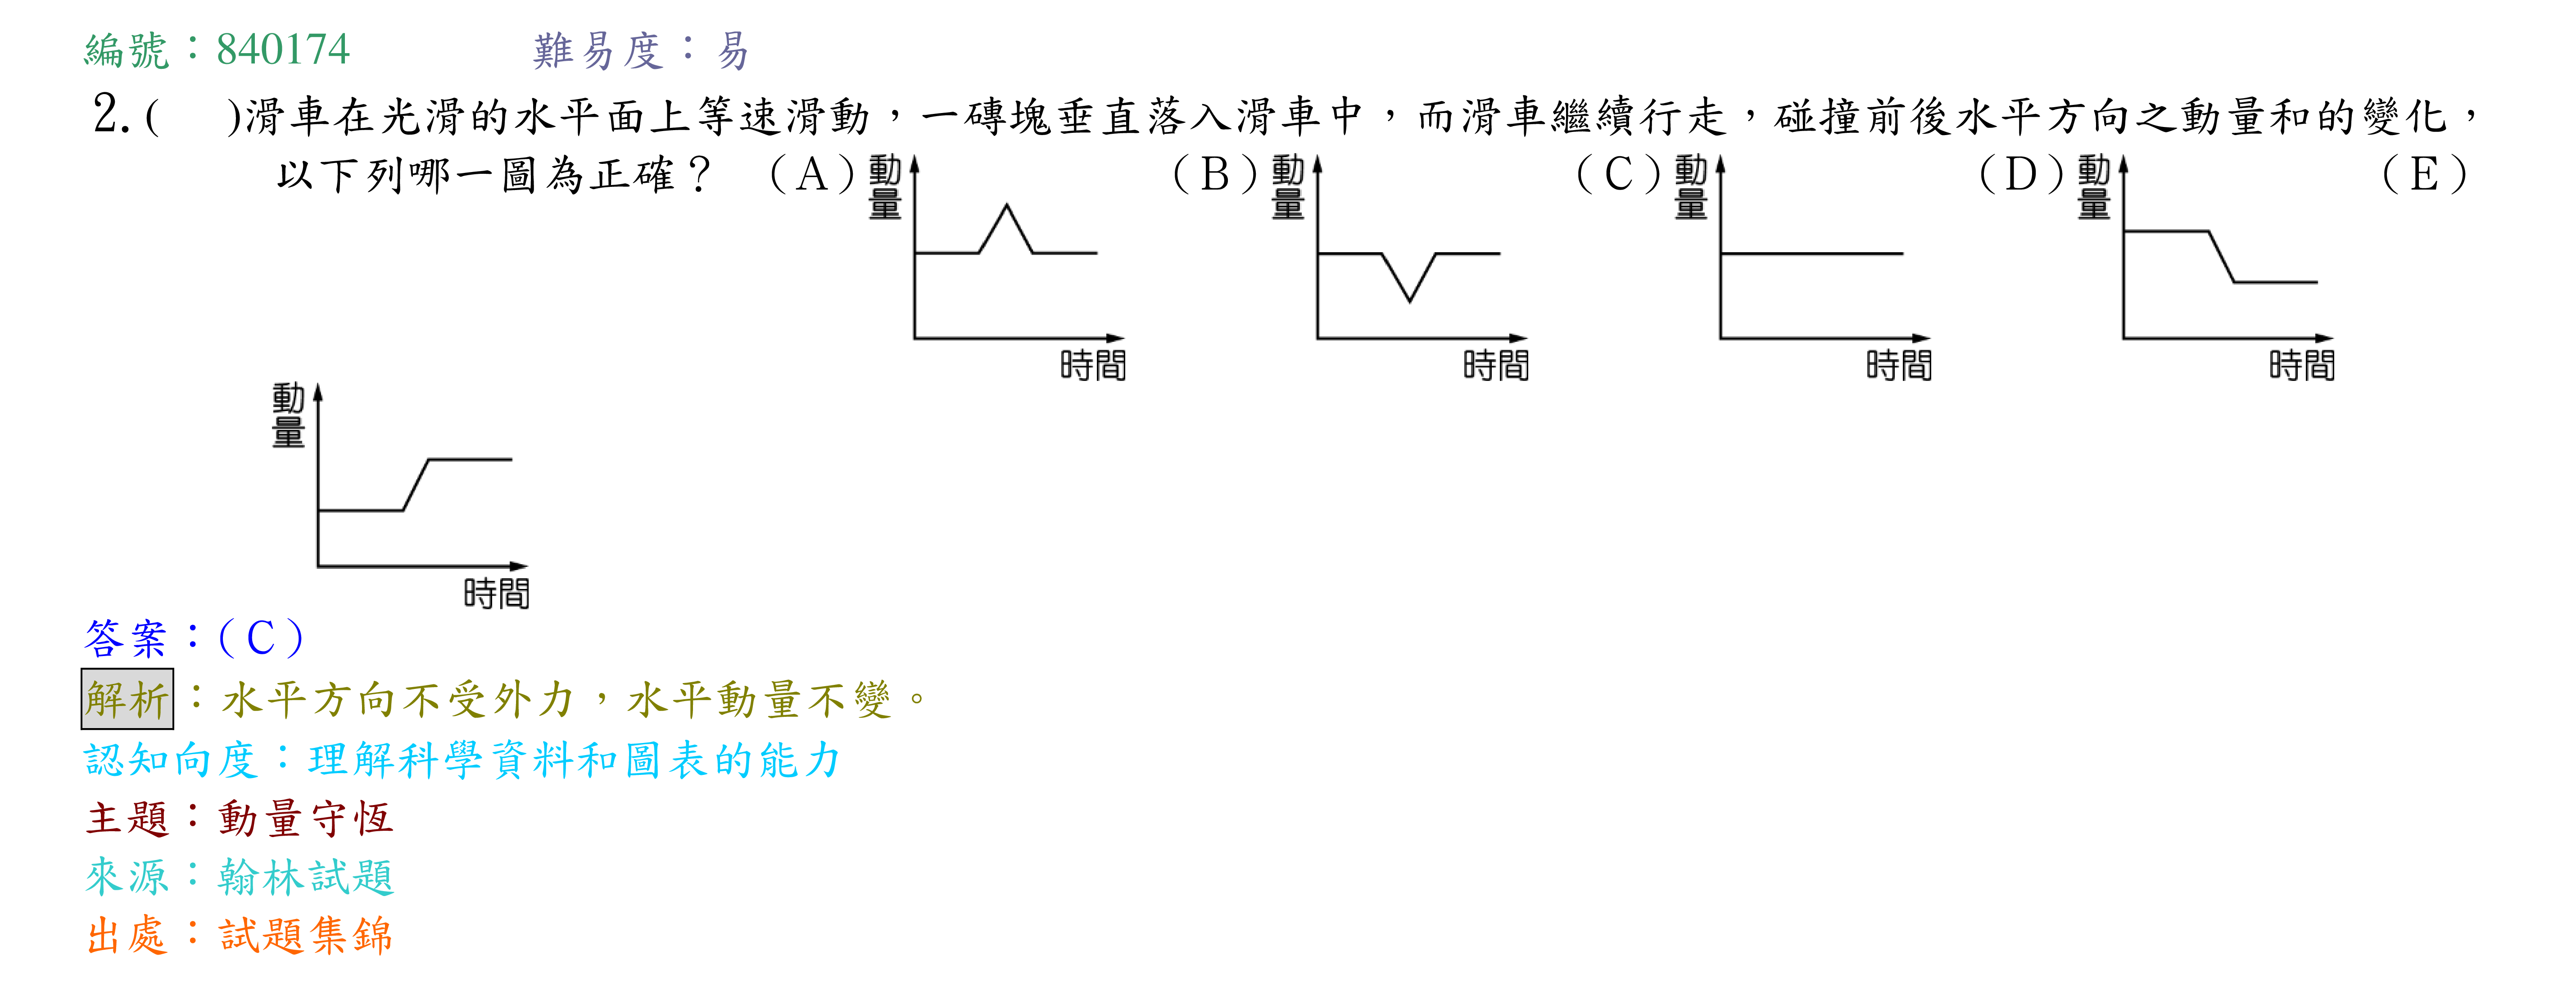 編號：840174 難易度：易
2.( )滑車在光滑的水平面上等速滑動，一磚塊垂直落入滑車中，而滑車繼續行走，碰撞前後水平方向之動量和的變化，
以下列哪一圖為正確？ （A） 動量 （B） 動量 （C） 動量 （D） 動量 （E）
時間 時間 時間 時間
動量
時間
答案：（C）
解析：水平方向不受外力，水平動量不變。
認知向度：理解科學資料和圖表的能力
主題：動量守恆
來源：翰林試題
出處：試題集錦